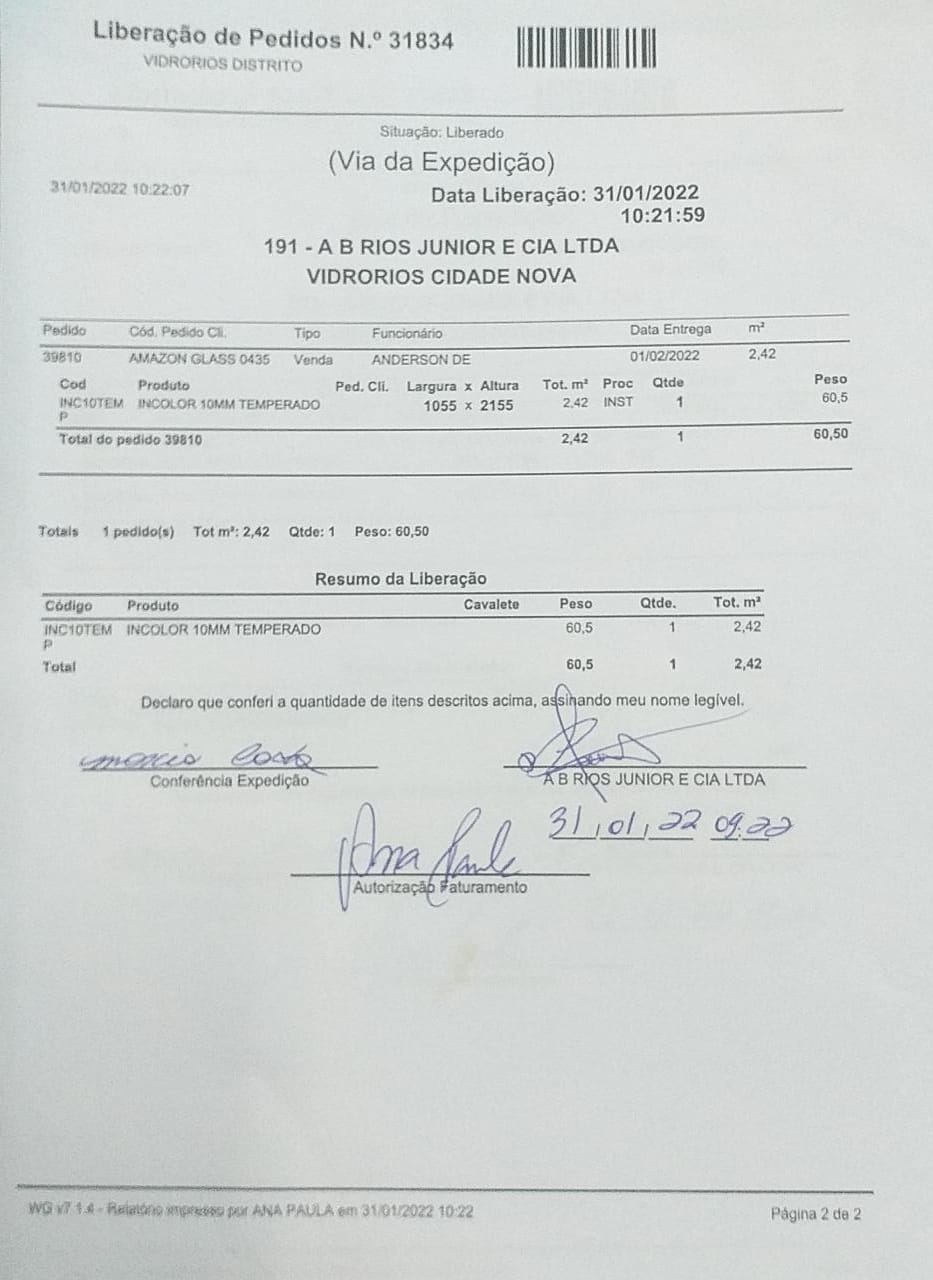 Liberação de Pedidos N.º 31834
VIDRORIOS DISTRITO
Situação: Liberado
(Via da Expedição)
31/01/2022 10:22:07
Data Liberação: 31/01/2022
10:21:59
191 - A B RIOS JUNIOR E CIA LTDA
VIDRORIOS CIDADE NOVA
Pedido Cód. Pedido Cli. Tipo Funcionário Data Entrega m²
39810 AMAZON GLASS 0435 Venda ANDERSON DE 01/02/2022 2,42
Cod Produto Ped. Cli. Largura x Altura Tot. m² Proc Qtde Peso
INC10TEM INCOLOR 10MM TEMPERADO 1055 x 2155 2,42 INST 1 60,5
P
Total do pedido 39810 2,42 1 60,50
Totais 1 pedido(s) Tot m²: 2,42 Qtde: 1 Peso: 60,50
Resumo da Liberação
Código Produto Cavalete Peso Qtde. Tot. m²
INC10TEM INCOLOR 10MM TEMPERADO 60,5 1 2,42
P
Total 60,5 1 2,42
Declaro que conferi a quantidade de itens descritos acima, assinando meu nome legível.
Conferência Expedição
A B RIOS JUNIOR E CIA LTDA
31/01/22 09:22
Ana Paula
Autorização Faturamento
WG v7.1.4 - Relatório impresso por ANA PAULA em 31/01/2022 10:22
Página 2 de 2